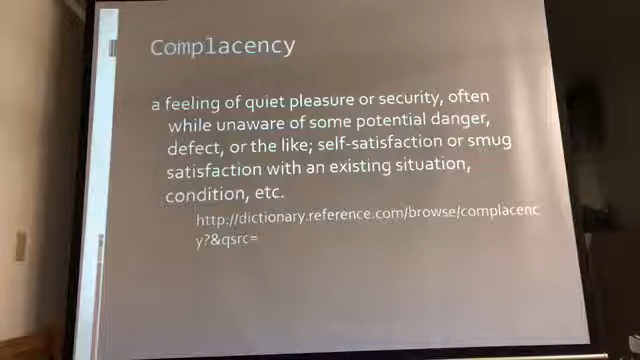 Complacency
a feeling of quiet pleasure or security, often
while unaware of some potential danger,
defect, or the like; self-satisfaction or smug
satisfaction with an existing situation,
condition, etc.
http://dictionary.reference.com/browse/complacenc
y?&qsrc=